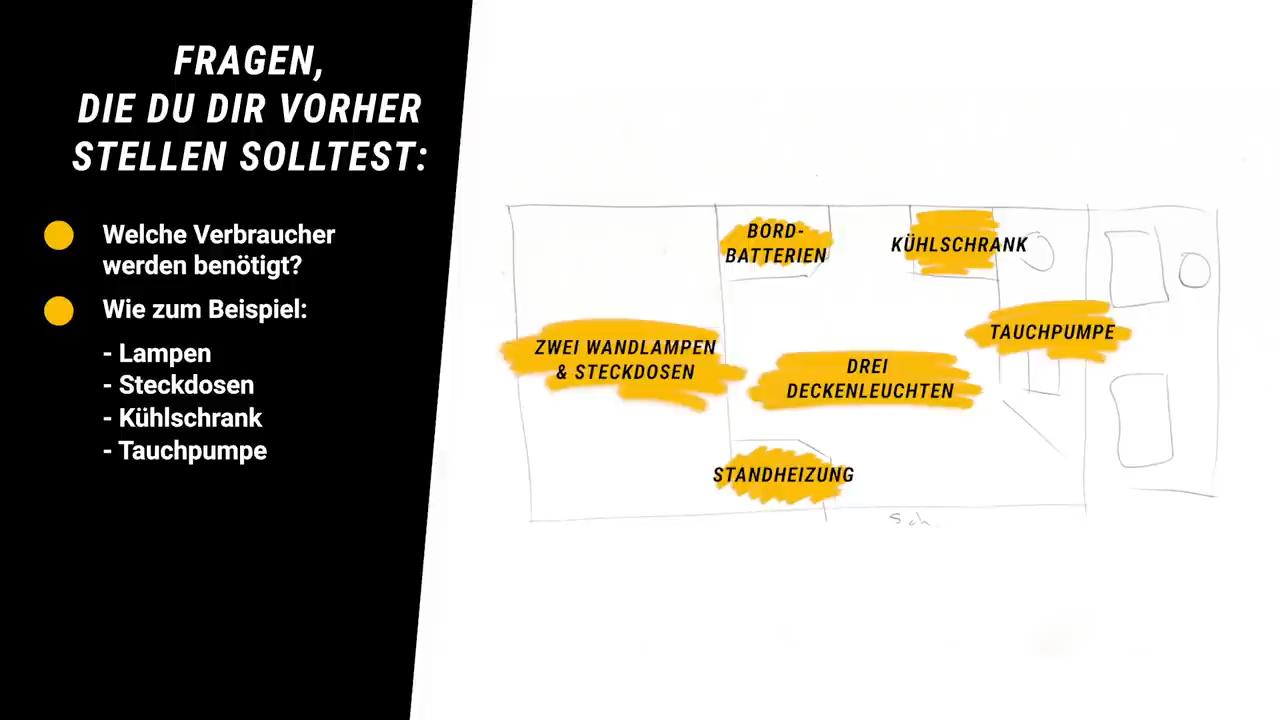 FRAGEN,
DIE DU DIR VORHER
STELLEN SOLLTEST:
Welche Verbraucher
werden benötigt?
Wie zum Beispiel:
- Lampen
- Steckdosen
- Kühlschrank
- Tauchpumpe
BORD-
BATTERIEN
KÜHLSCHRANK
TAUCHPUMPE
ZWEI WANDLAMPEN
& STECKDOSEN
DREI
DECKENLEUCHTEN
STANDHEIZUNG
Sch.